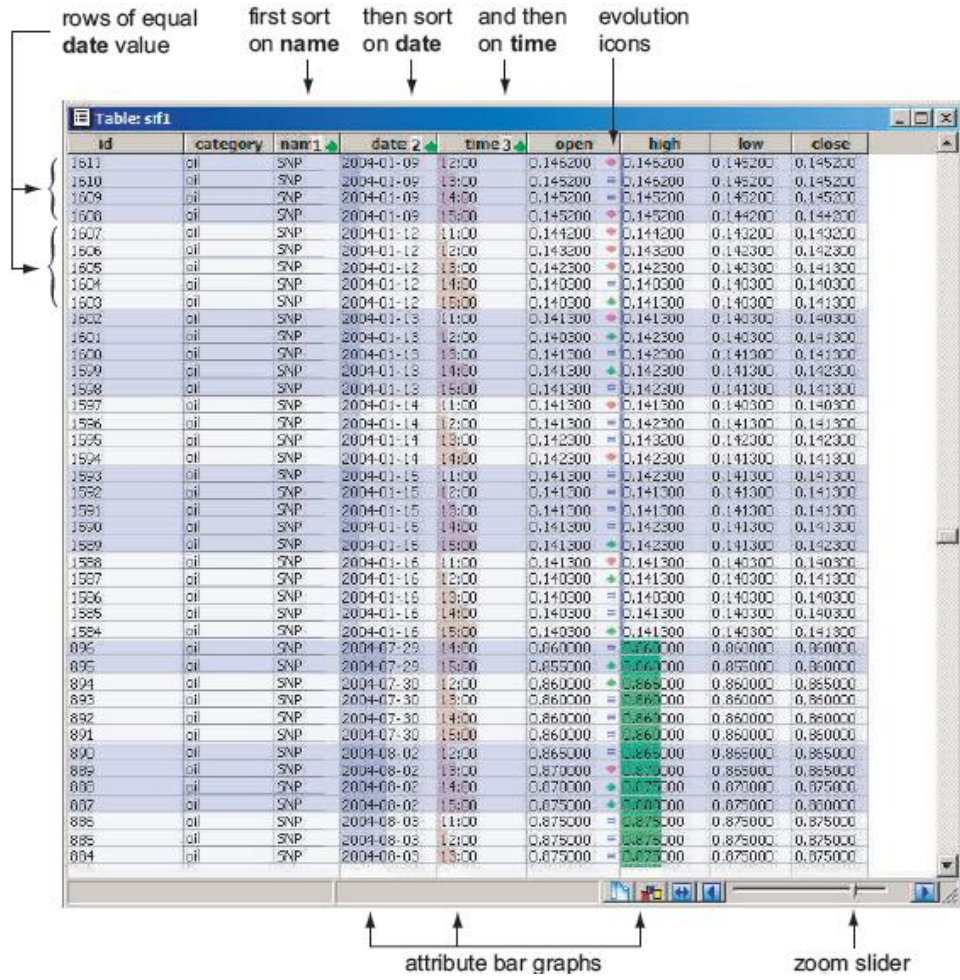 rows of equal date value
first sort on name
then sort on date
and then on time
evolution icons
Table: srf1
id category nam1 date 2 time 3 open high low close
1611 oil SNP 2004-01-09 12:00 0.146200 0.146200 0.145200 0.145200
1610 oil SNP 2004-01-09 13:00 0.145200 0.146200 0.145200 0.145200
1609 oil SNP 2004-01-09 14:00 0.145200 0.145200 0.145200 0.145200
1608 oil SNP 2004-01-09 15:00 0.145200 0.145200 0.144200 0.144200
1607 oil SNP 2004-01-12 11:00 0.144200 0.144200 0.143200 0.143200
1606 oil SNP 2004-01-12 12:00 0.143200 0.143200 0.142300 0.142300
1605 oil SNP 2004-01-12 13:00 0.142300 0.142300 0.140300 0.141300
1604 oil SNP 2004-01-12 14:00 0.140300 0.140300 0.140300 0.140300
1603 oil SNP 2004-01-12 15:00 0.140300 0.141300 0.140300 0.141300
1602 oil SNP 2004-01-13 11:00 0.141300 0.141300 0.140300 0.140300
1601 oil SNP 2004-01-13 12:00 0.140300 0.142300 0.140300 0.141300
1600 oil SNP 2004-01-13 13:00 0.141300 0.142300 0.141300 0.141300
1599 oil SNP 2004-01-13 14:00 0.141300 0.142300 0.141300 0.142300
1598 oil SNP 2004-01-13 15:00 0.141300 0.142300 0.141300 0.141300
1597 oil SNP 2004-01-14 11:00 0.141300 0.141300 0.140300 0.140300
1596 oil SNP 2004-01-14 12:00 0.141300 0.142300 0.141300 0.141300
1595 oil SNP 2004-01-14 13:00 0.142300 0.143200 0.142300 0.142300
1594 oil SNP 2004-01-14 14:00 0.142300 0.142300 0.141300 0.141300
1593 oil SNP 2004-01-15 11:00 0.141300 0.142300 0.141300 0.141300
1592 oil SNP 2004-01-15 12:00 0.141300 0.141300 0.141300 0.141300
1591 oil SNP 2004-01-15 13:00 0.141300 0.141300 0.141300 0.141300
1590 oil SNP 2004-01-15 14:00 0.141300 0.142300 0.141300 0.141300
1589 oil SNP 2004-01-15 15:00 0.141300 0.142300 0.141300 0.142300
1588 oil SNP 2004-01-16 11:00 0.141300 0.141300 0.140300 0.140300
1587 oil SNP 2004-01-16 12:00 0.140300 0.141300 0.140300 0.141300
1586 oil SNP 2004-01-16 13:00 0.140300 0.140300 0.140300 0.140300
1585 oil SNP 2004-01-16 14:00 0.140300 0.141300 0.140300 0.140300
1584 oil SNP 2004-01-16 15:00 0.140300 0.141300 0.140300 0.141300
896 oil SNP 2004-07-29 14:00 0.860000 0.860000 0.860000 0.860000
895 oil SNP 2004-07-29 15:00 0.855000 0.855000 0.860000
894 oil SNP 2004-07-30 12:00 0.860000 0.865000 0.860000 0.865000
893 oil SNP 2004-07-30 13:00 0.860000 0.860000 0.860000 0.860000
892 oil SNP 2004-07-30 14:00 0.860000 0.860000 0.860000 0.860000
891 oil SNP 2004-07-30 15:00 0.860000 0.860000 0.860000 0.860000
890 oil SNP 2004-08-02 12:00 0.865000 0.865000 0.865000 0.865000
889 oil SNP 2004-08-02 13:00 0.870000 0.870000 0.865000 0.865000
888 oil SNP 2004-08-02 14:00 0.870000 0.875000 0.870000 0.875000
887 oil SNP 2004-08-02 15:00 0.875000 0.880000 0.875000 0.880000
886 oil SNP 2004-08-03 11:00 0.875000 0.875000 0.875000 0.875000
885 oil SNP 2004-08-03 12:00 0.875000 0.875000 0.875000 0.875000
884 oil SNP 2004-08-03 13:00 0.875000 0.875000 0.875000 0.875000
attribute bar graphs
zoom slider